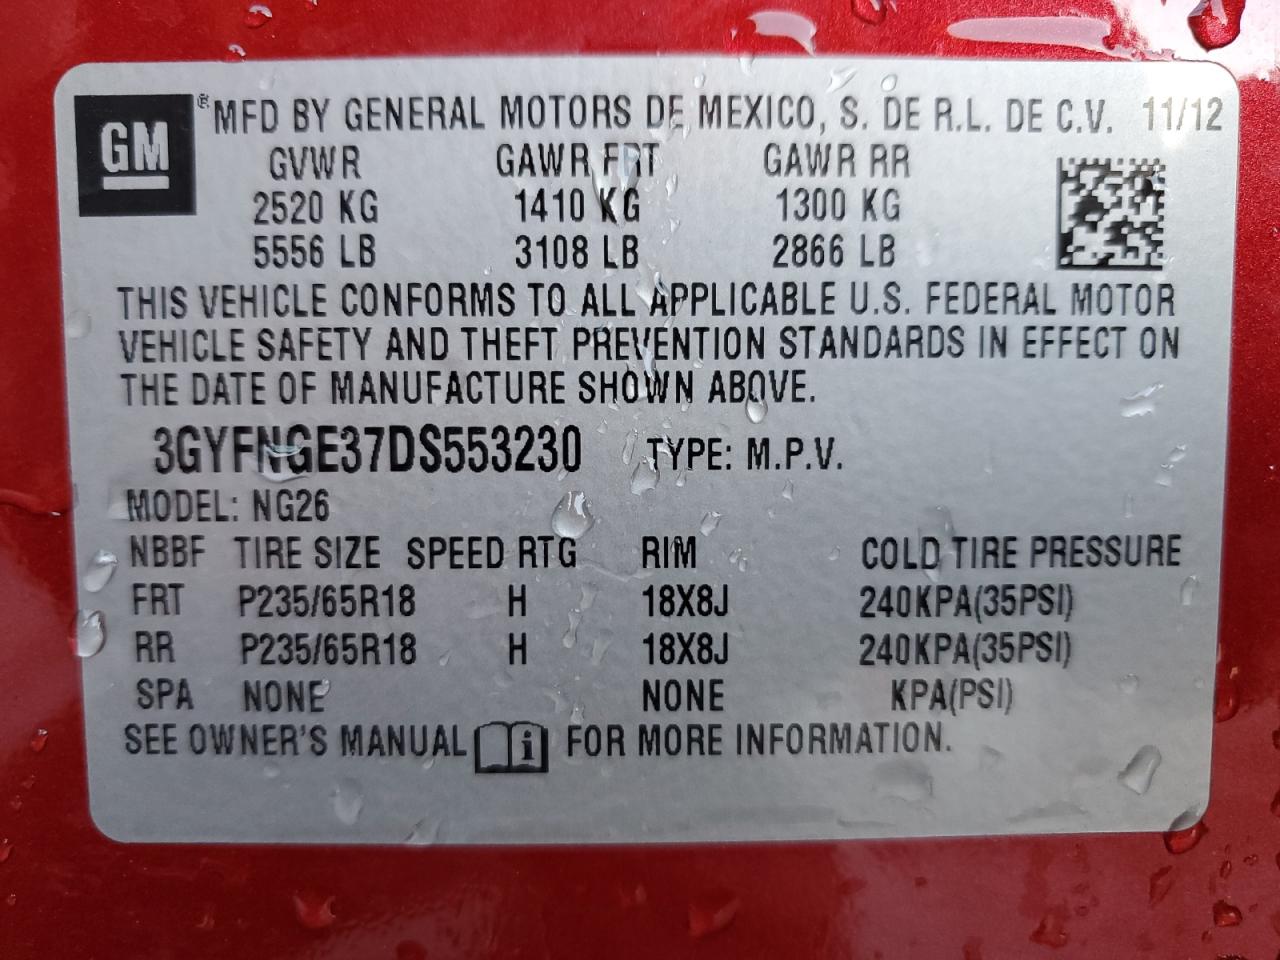 GM ® MFD BY GENERAL MOTORS DE MEXICO, S. DE R.L. DE C.V. 11/12
GVWR GAWR FRT GAWR RR
2520 KG 1410 KG 1300 KG
5556 LB 3108 LB 2866 LB
THIS VEHICLE CONFORMS TO ALL APPLICABLE U.S. FEDERAL MOTOR
VEHICLE SAFETY AND THEFT PREVENTION STANDARDS IN EFFECT ON
THE DATE OF MANUFACTURE SHOWN ABOVE.
3GYFNGE37DS553230 TYPE: M.P.V.
MODEL: NG26
NBBF TIRE SIZE SPEED RTG RIM COLD TIRE PRESSURE
FRT P235/65R18 H 18X8J 240KPA(35PSI)
RR P235/65R18 H 18X8J 240KPA(35PSI)
SPA NONE NONE KPA(PSI)
SEE OWNER'S MANUAL i FOR MORE INFORMATION.